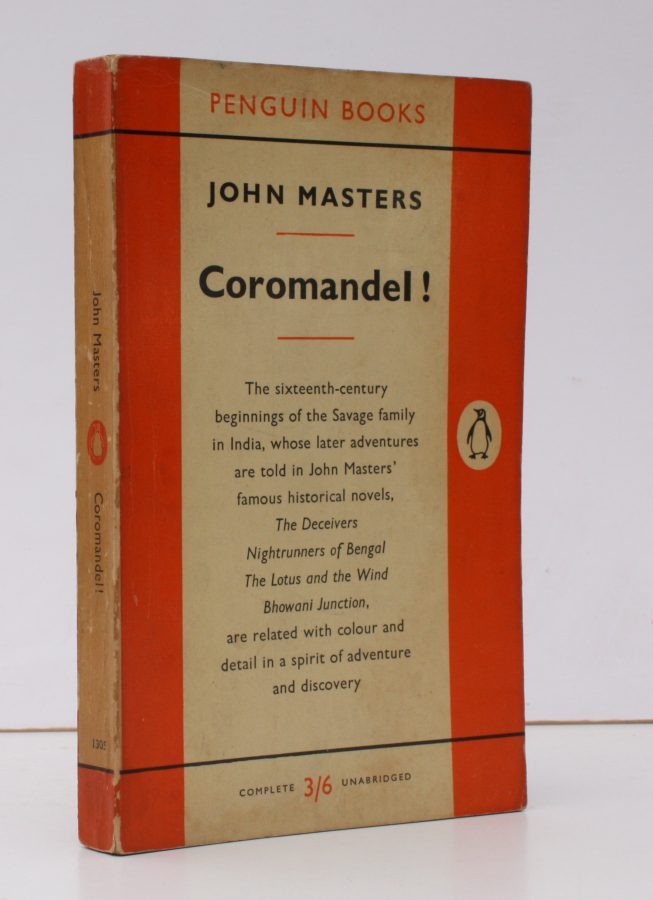 PENGUIN BOOKS
JOHN MASTERS
Coromandel!
The sixteenth-century
beginnings of the Savage family
in India, whose later adventures
are told in John Masters'
famous historical novels,
The Deceivers
Nightrunners of Bengal
The Lotus and the Wind
Bhowani Junction,
are related with colour and
detail in a spirit of adventure
and discovery
COMPLETE 3/6 UNABRIDGED
John Masters
Coromandel!
1305